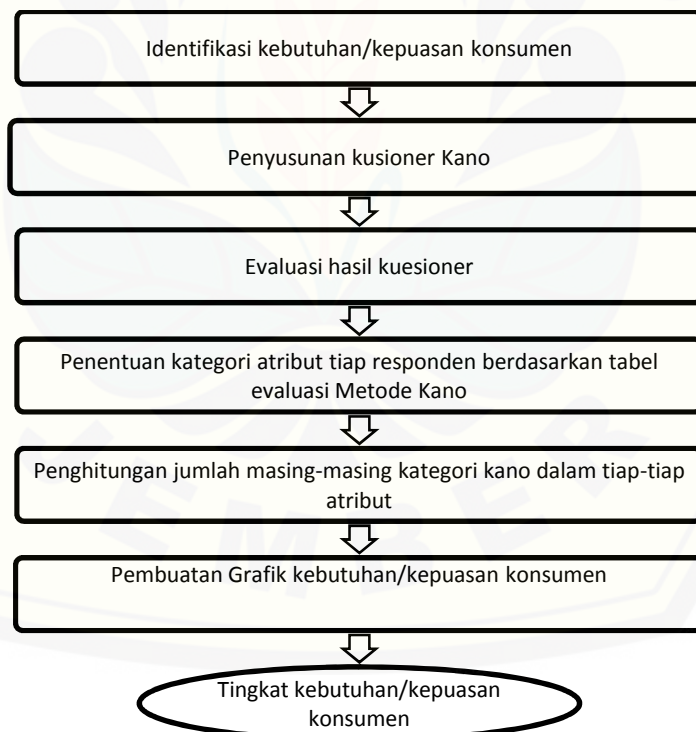 Identifikasi kebutuhan/kepuasan konsumen
Penyusunan kusioner Kano
Evaluasi hasil kuesioner
Penentuan kategori atribut tiap responden berdasarkan tabel
evaluasi Metode Kano
Penghitungan jumlah masing-masing kategori kano dalam tiap-tiap
atribut
Pembuatan Grafik kebutuhan/kepuasan konsumen
Tingkat kebutuhan/kepuasan
konsumen
EMBER